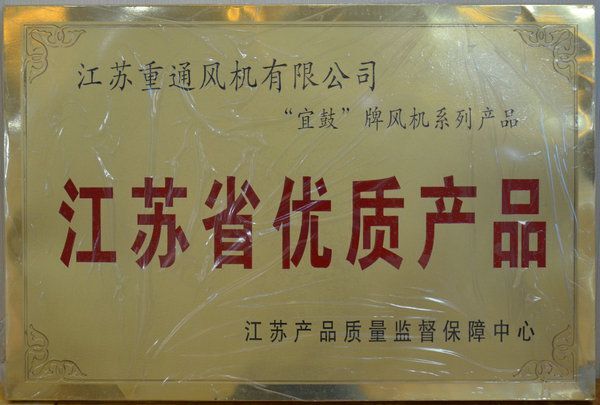 江苏重通风机有限公司
“宜鼓”牌风机系列产品
江苏省优质产品
江苏产品质量监督保障中心